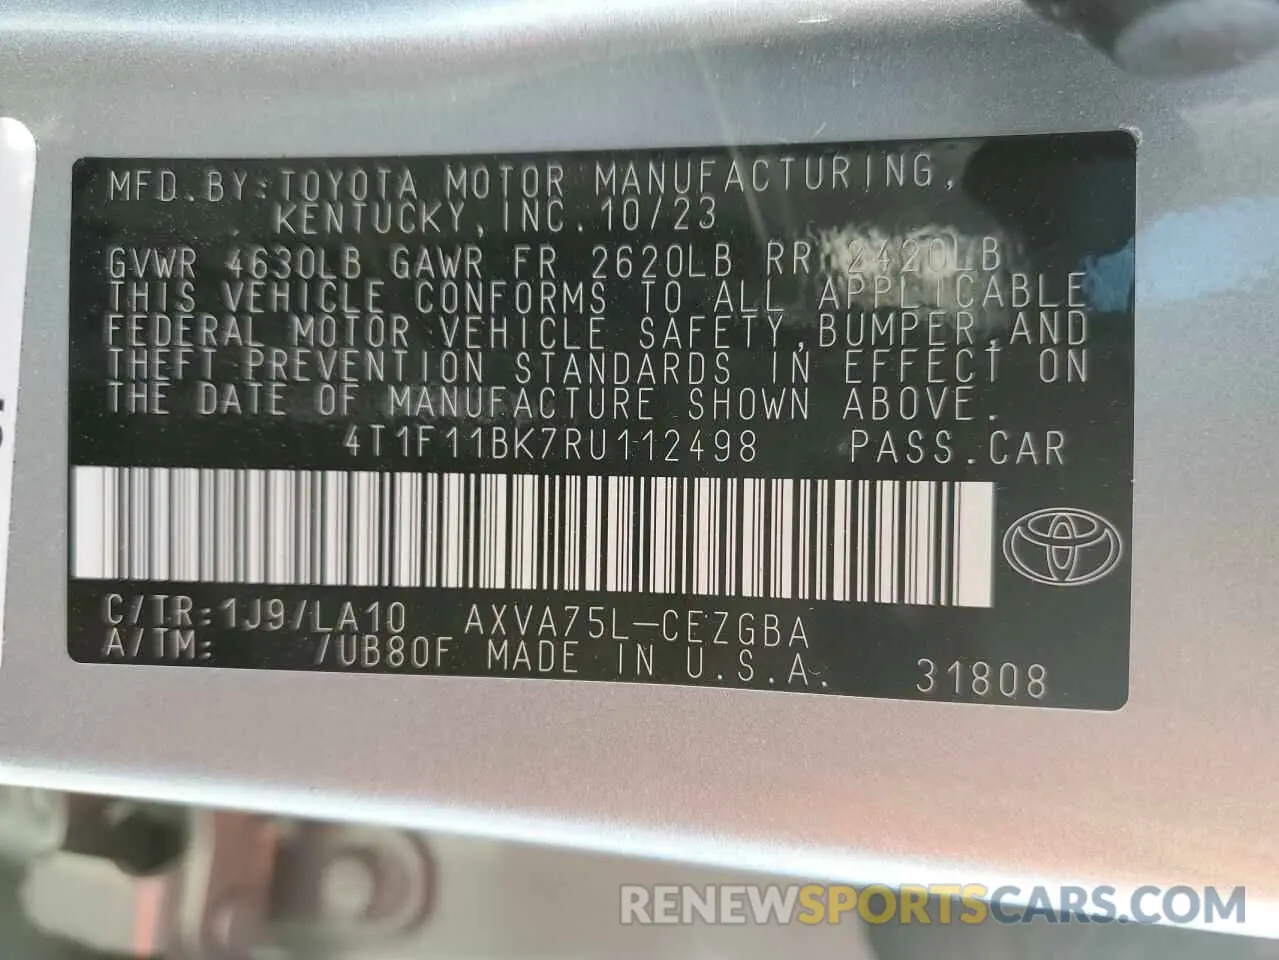 MFD.BY:TOYOTA MOTOR MANUFACTURING,
KENTUCKY, INC. 10/23
GVWR 4630LB GAWR FR 2620LB RR 2420LB
THIS VEHICLE CONFORMS TO ALL APPLICABLE
FEDERAL MOTOR VEHICLE SAFETY,BUMPER,AND
THEFT PREVENTION STANDARDS IN EFFECT ON
THE DATE OF MANUFACTURE SHOWN ABOVE.
4T1F11BK7RU112498 PASS.CAR
C/TR:1J9/LA10 AXVA75L-CEZGBA
A/TM: /UB80F MADE IN U.S.A. 31808
RENEWSPORTSCARS.COM